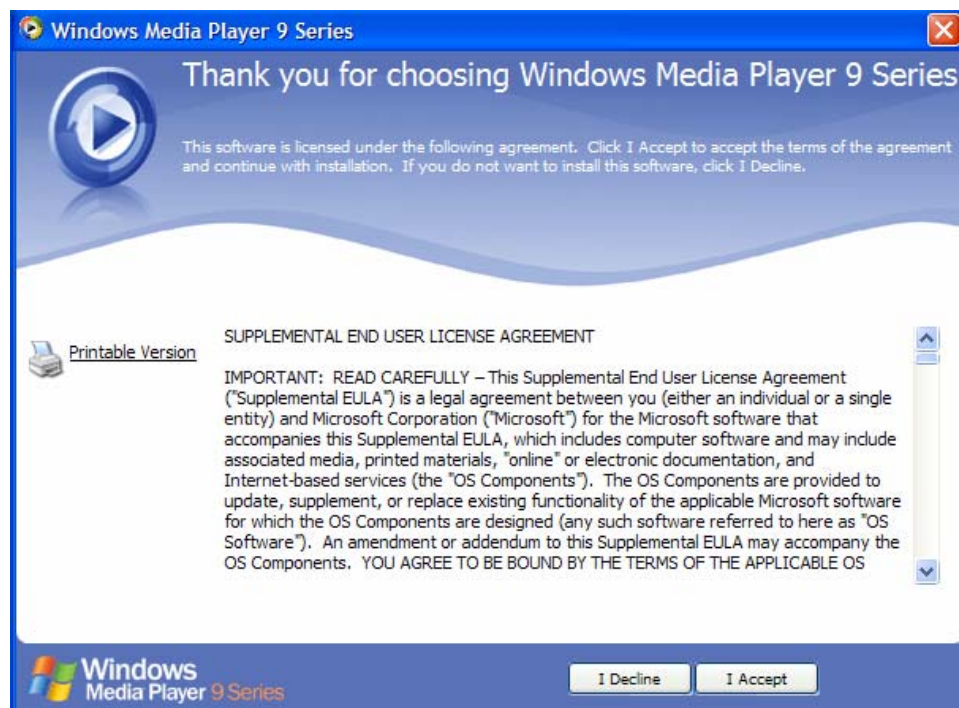 Windows Media Player 9 Series
Thank you for choosing Windows Media Player 9 Series
This software is licensed under the following agreement. Click I Accept to accept the terms of the agreement
and continue with installation. If you do not want to install this software, click I Decline.
Printable Version
SUPPLEMENTAL END USER LICENSE AGREEMENT
IMPORTANT: READ CAREFULLY – This Supplemental End User License Agreement
("Supplemental EULA") is a legal agreement between you (either an individual or a single
entity) and Microsoft Corporation ("Microsoft") for the Microsoft software that
accompanies this Supplemental EULA, which includes computer software and may include
associated media, printed materials, "online" or electronic documentation, and
Internet-based services (the "OS Components"). The OS Components are provided to
update, supplement, or replace existing functionality of the applicable Microsoft software
for which the OS Components are designed (any such software referred to here as "OS
Software"). An amendment or addendum to this Supplemental EULA may accompany the
OS Components. YOU AGREE TO BE BOUND BY THE TERMS OF THE APPLICABLE OS
Windows
Media Player 9 Series
I Decline
I Accept